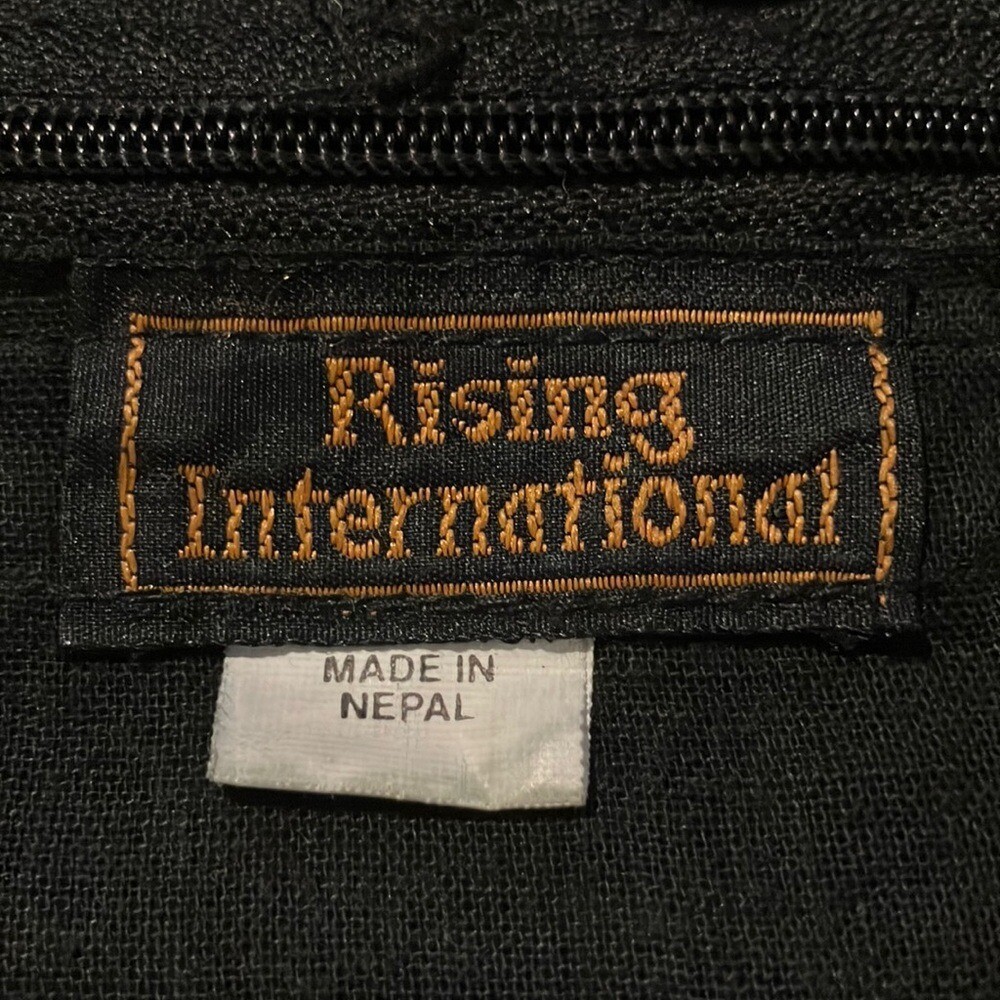 Rising
International
MADE IN
NEPAL